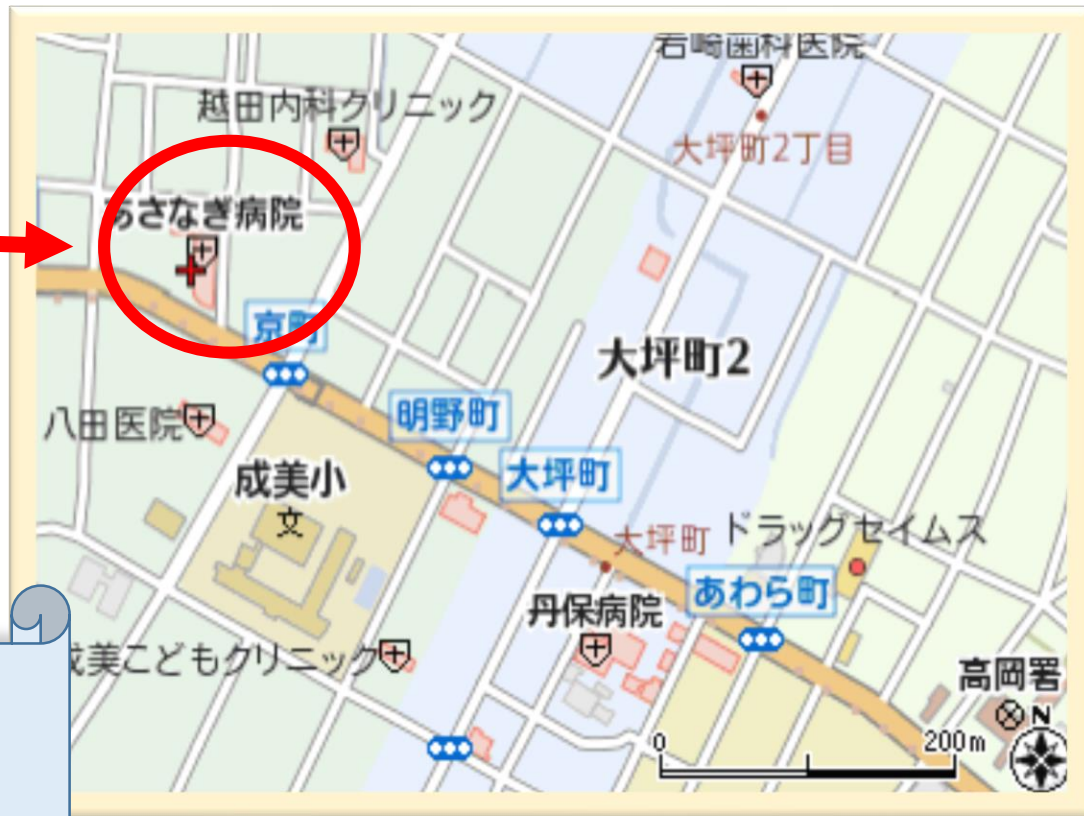 岩崎歯科医院
越田内科クリニック
大坪町2丁目
あさなぎ病院
京町
大坪町2
八田医院
明野町
成美小
文
大坪町
大坪町
ドラッグセイムス
あわら町
丹保病院
成美こどもクリニック
高岡署
N
0
200m